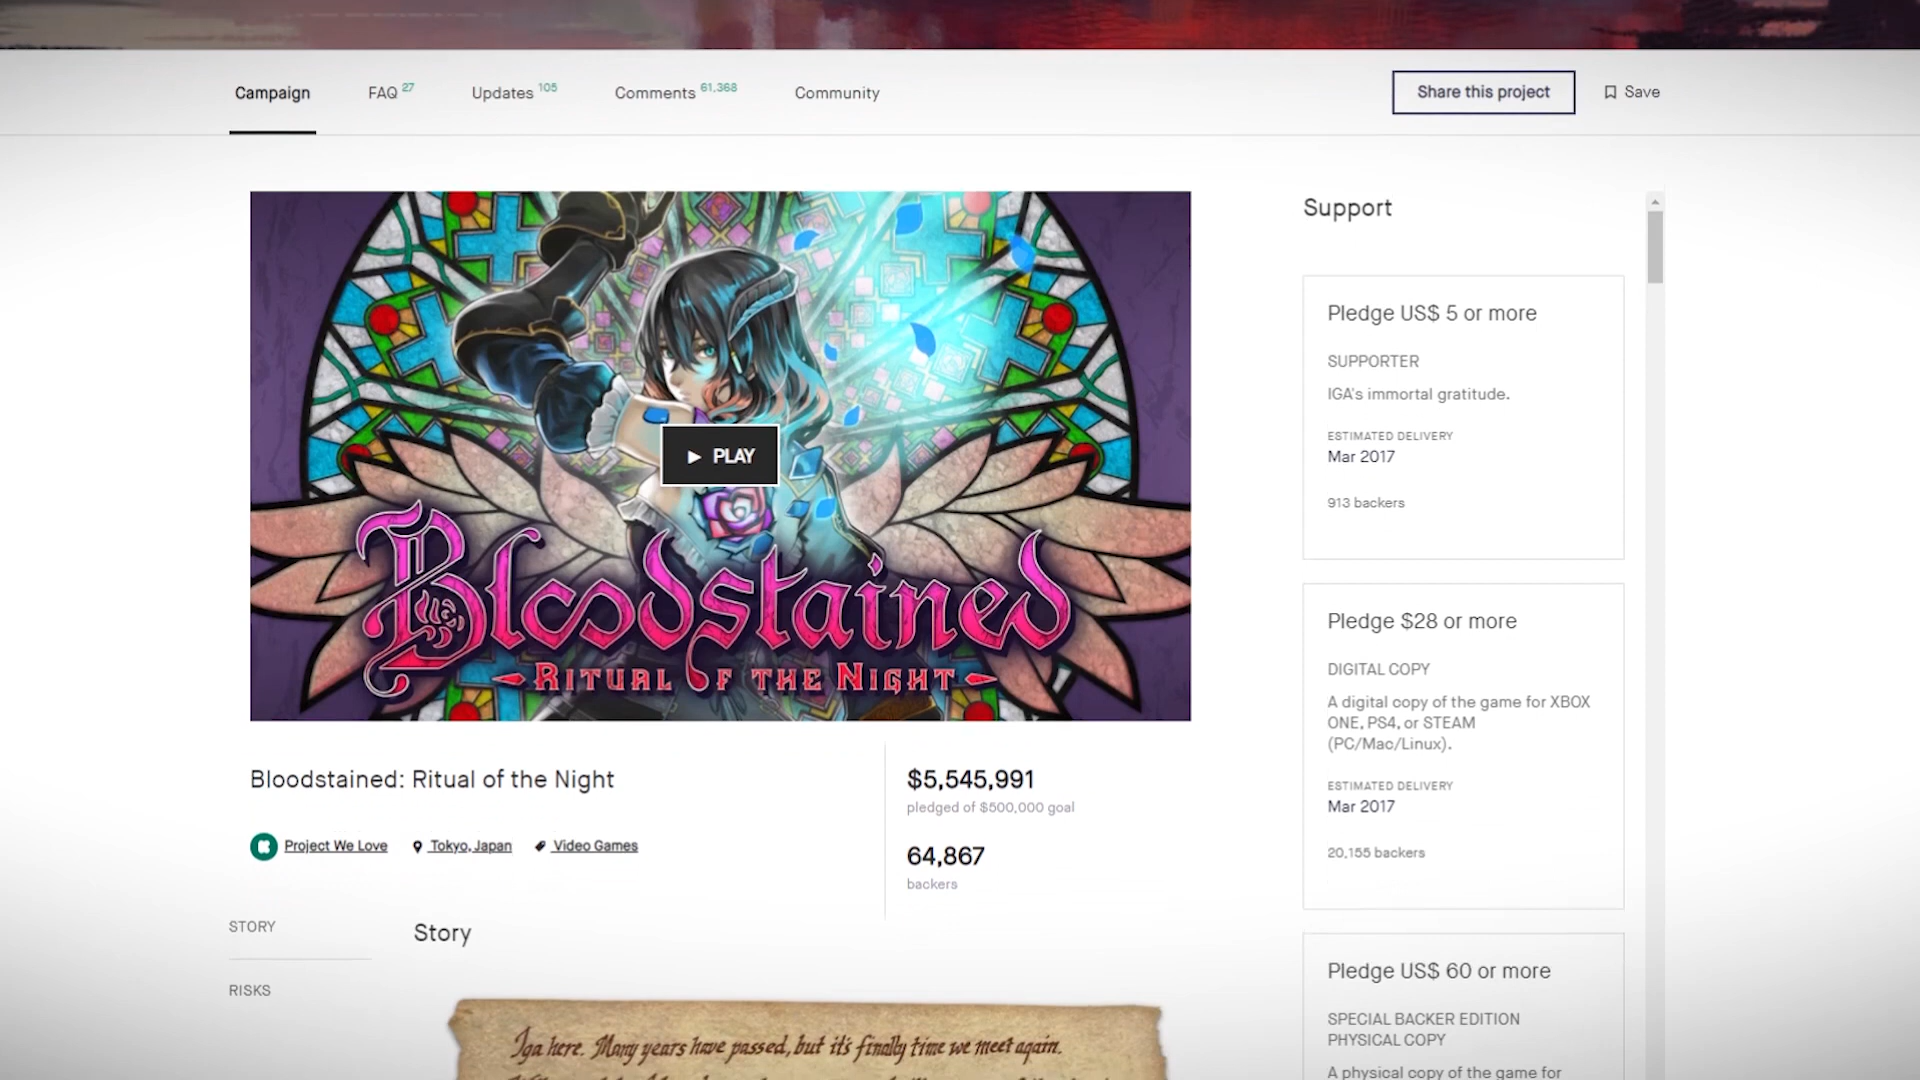 Campaign
FAQ 27
Updates 105
Comments 61,368
Community
Share this project
Save
PLAY
Bloodstained
RITUAL OF THE NIGHT
Bloodstained: Ritual of the Night
Project We Love
Tokyo, Japan
Video Games
$5,545,991
pledged of $500,000 goal
64,867
backers
STORY
RISKS
Story
Iga here. Many years have passed, but it's finally time we meet again.
Support
Pledge US$ 5 or more
SUPPORTER
IGA's immortal gratitude.
ESTIMATED DELIVERY
Mar 2017
913 backers
Pledge $28 or more
DIGITAL COPY
A digital copy of the game for XBOX
ONE, PS4, or STEAM
(PC/Mac/Linux).
ESTIMATED DELIVERY
Mar 2017
20,155 backers
Pledge US$ 60 or more
SPECIAL BACKER EDITION
PHYSICAL COPY
A physical copy of the game for